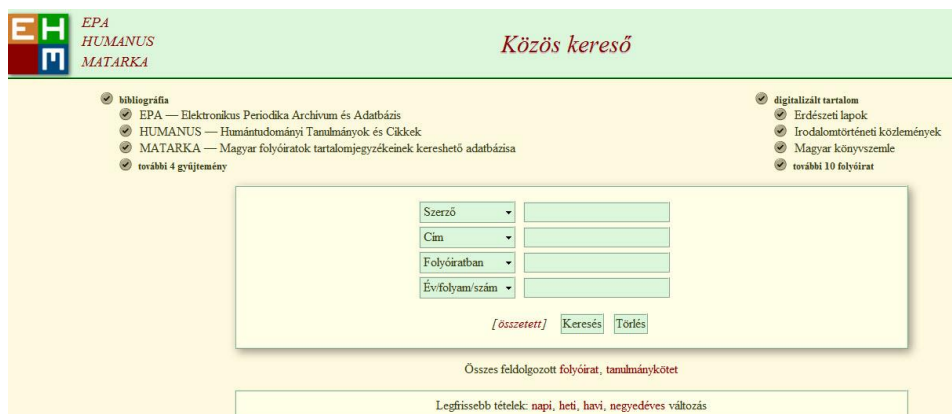 EHM
EPA
HUMANUS
MATARKA
Közös kereső
bibliográfia
EPA — Elektronikus Periodika Archívum és Adatbázis
HUMANUS — Humántudományi Tanulmányok és Cikkek
MATARKA — Magyar folyóiratok tartalomjegyzékeinek kereshető adatbázisa
további 4 gyűjtemény
digitalizált tartalom
Erdészeti lapok
Irodalomtörténeti közlemények
Magyar könyvszemle
további 10 folyóirat
Szerző
Cím
Folyóiratban
Év/folyam/szám
[összetett] Keresés Törlés
Összes feldolgozott folyóirat, tanulmánykötet
Legfrissebb tételek: napi, heti, havi, negyedéves változás